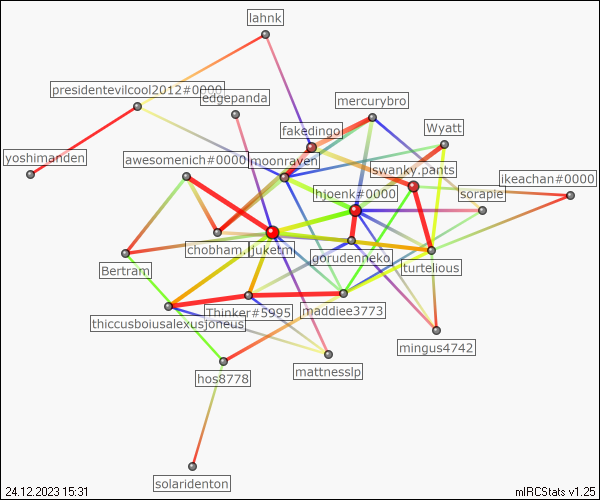 lahnk
presidentevilcool2012#0000
edgepanda
mercurybro
fakedingo
Wyatt
yoshimanden
awesomenich#0000
moonraven
swanky.pants
ikeachan#0000
hjoenk#0000
soraple
chobham.
juketml
gorudenneko
turtelious
Bertram
Thinker#5995
maddiee3773
thiccusboiusalexusjoneus
mingus4742
mattnesslp
hos8778
solaridenton
24.12.2023 15:31
mIRCStats v1.25